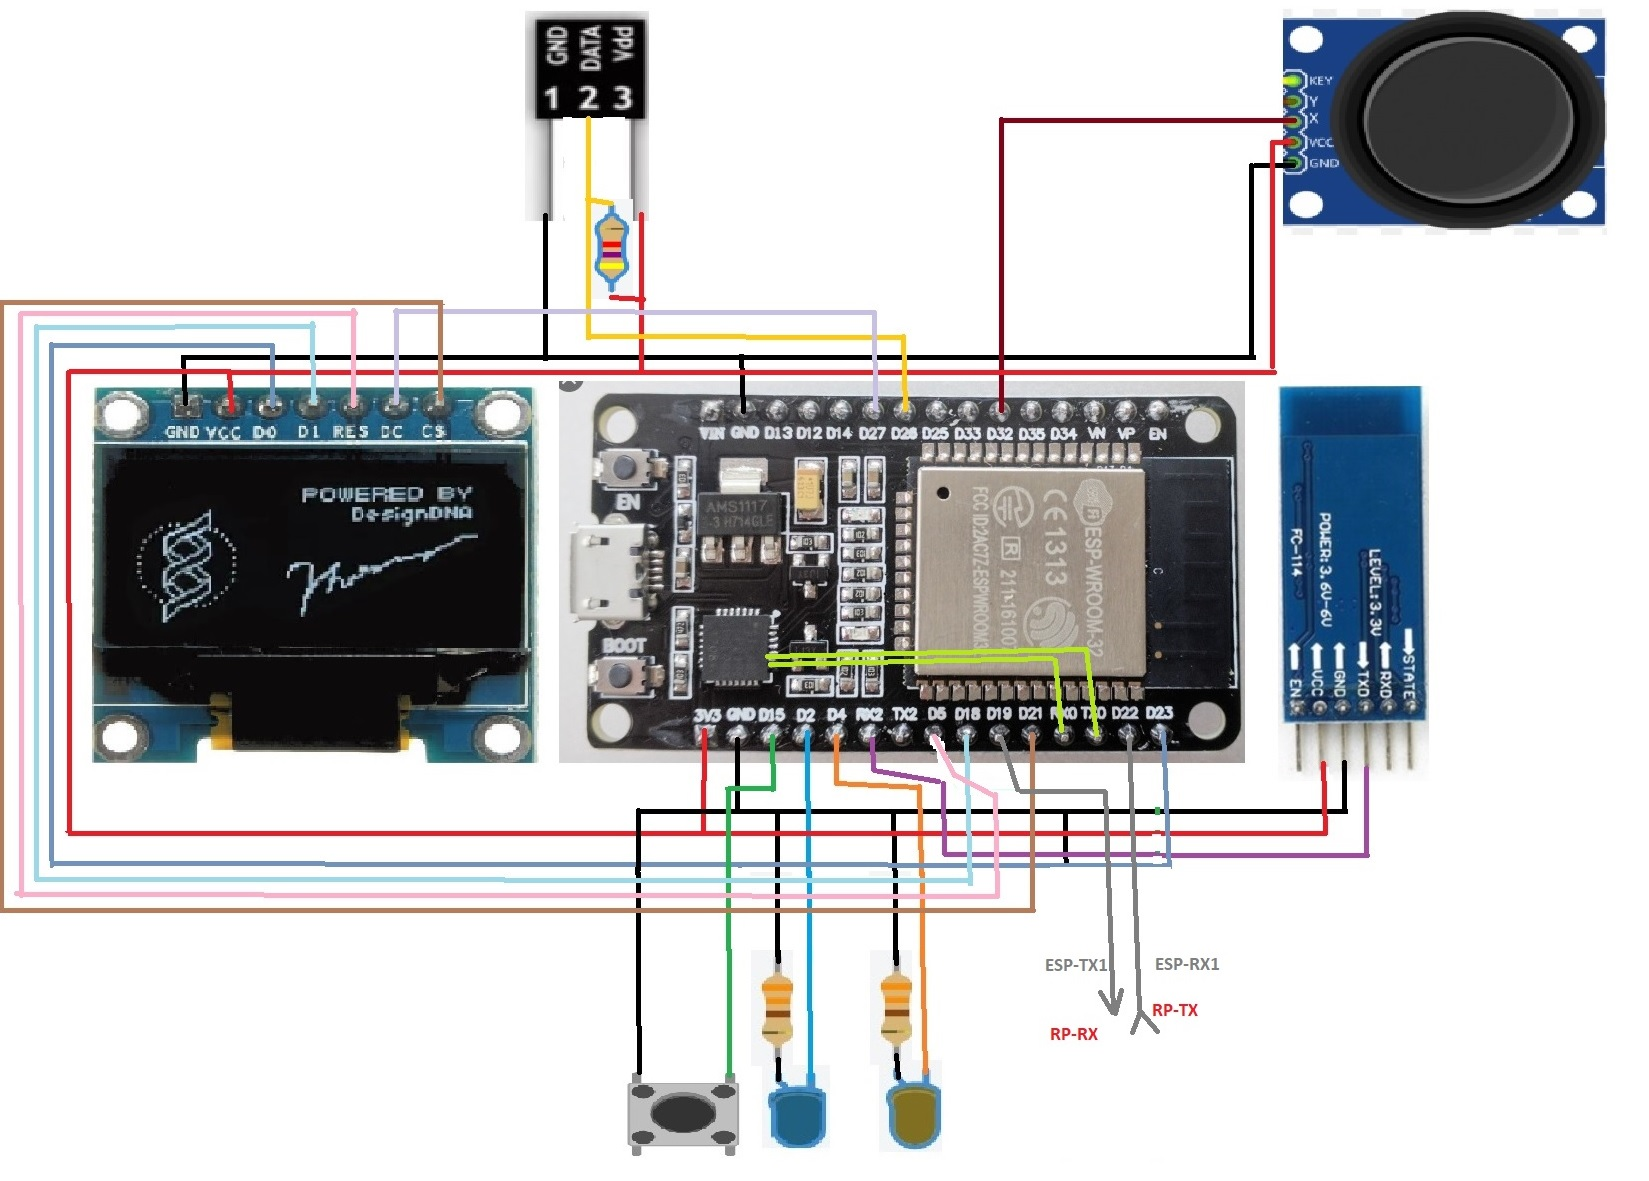 GND
DATA
Vdd
1 2 3
KEY
Y
X
VCC
GND
GND VCC D0 D1 RES DC CS
POWERED BY
DesignDNA
VIN GND D13 D12 D14 D27 D26 D25 D33 D32 D35 D34 VN VP EN
EN
AMS1117
BOOT
ESP-WROOM-32
CE1313
R 211-161007
3V3 GND D15 D2 D4 RX2 TX2 D5 D18 D19 D21 RX0 TX0 D22 D23
FC-114
POWER:3.6V-6V
LEVEL:3.3V
EN
VCC
GND
TXD
RXD
STATE
ESP-TX1
ESP-RX1
RP-TX
RP-RX